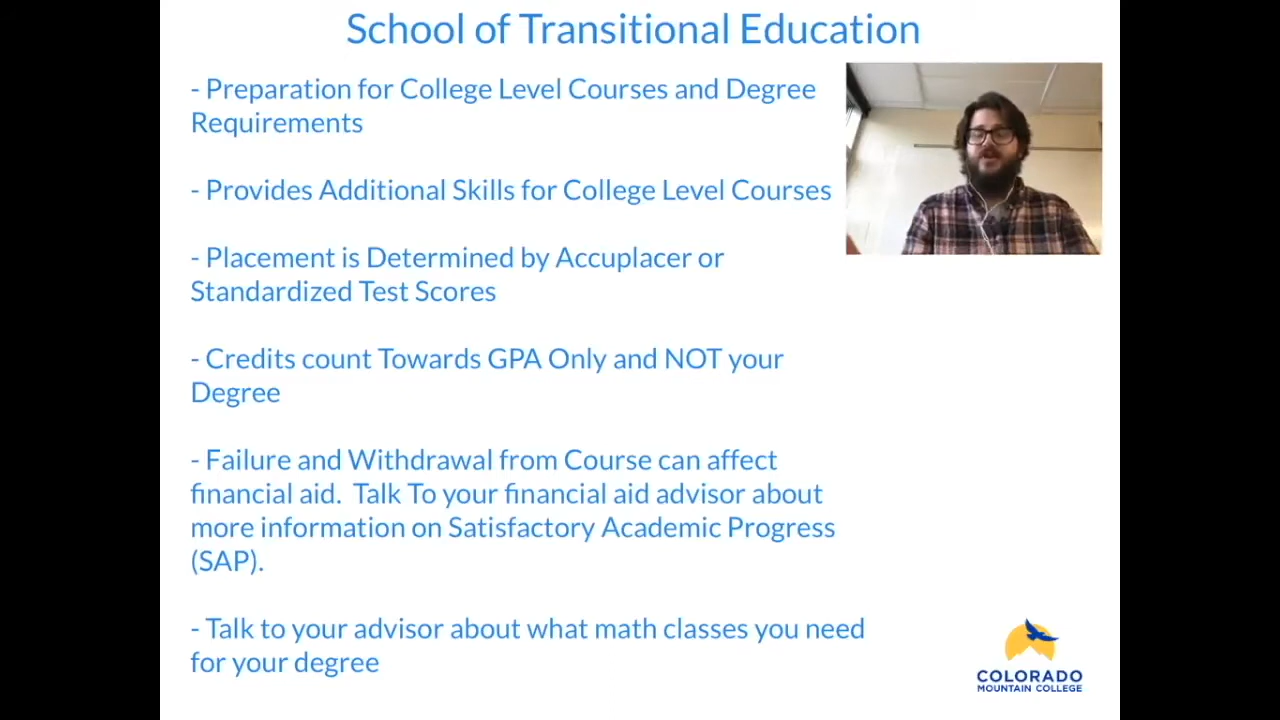 School of Transitional Education
- Preparation for College Level Courses and Degree
Requirements
- Provides Additional Skills for College Level Courses
- Placement is Determined by Accuplacer or
Standardized Test Scores
- Credits count Towards GPA Only and NOT your
Degree
- Failure and Withdrawal from Course can affect
financial aid.  Talk To your financial aid advisor about
more information on Satisfactory Academic Progress
(SAP).
- Talk to your advisor about what math classes you need
for your degree
COLORADO
MOUNTAIN COLLEGE